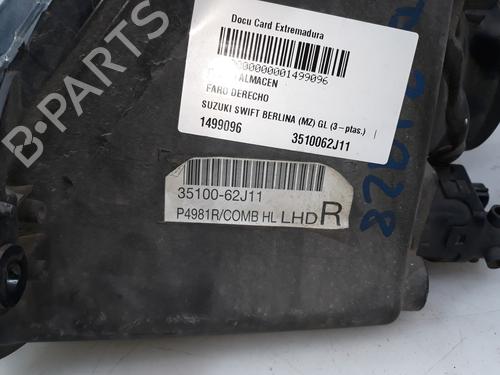 Docu Card Extremadura
ALMACEN
FARO DERECHO
SUZUKI SWIFT BERLINA (MZ) GL (3-ptas.)
1499096 3510062J11
35100-62J11
P4981R/COMB HL LHD R
B-PARTS